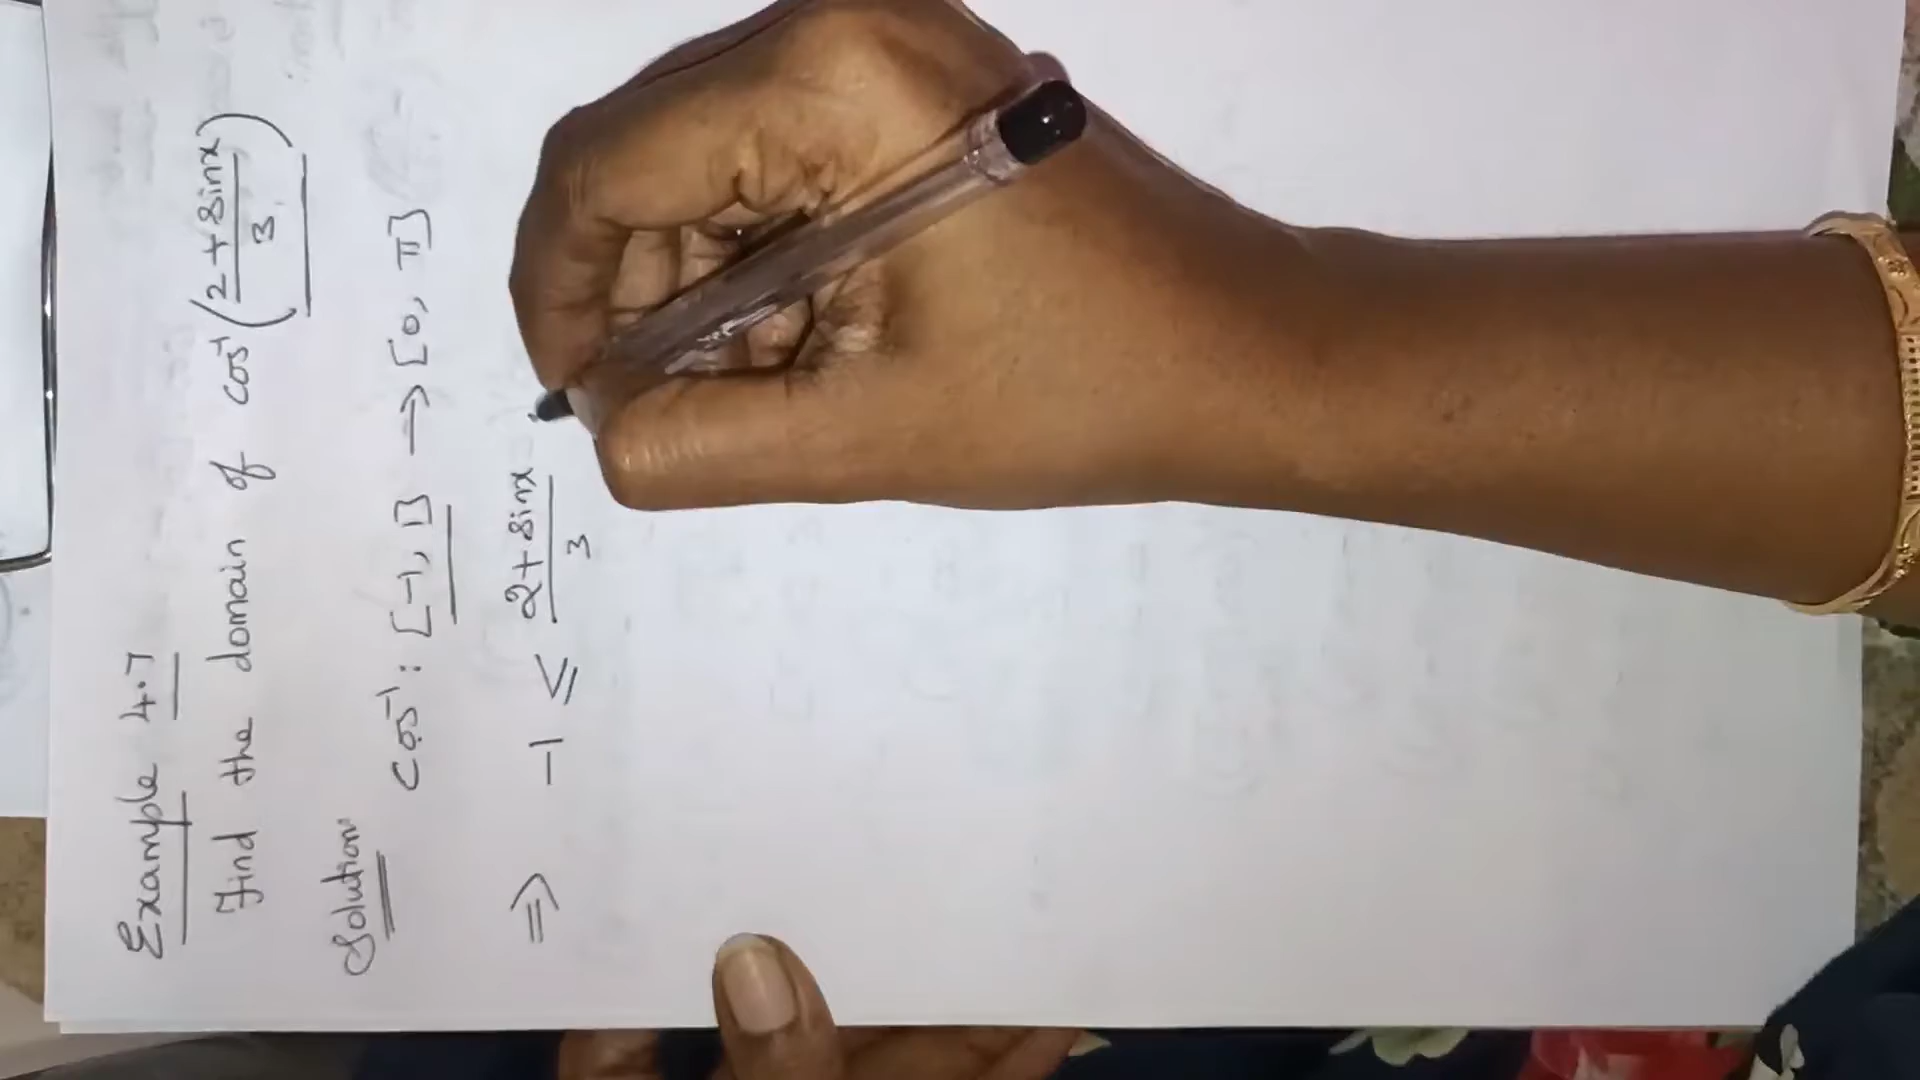 Example 4.7
Find the domain of cos⁻¹(2+sinx/3)
Solution
cos⁻¹ : [-1, 1] → [0, π]
⇒ -1 ≤ 2+sinx/3